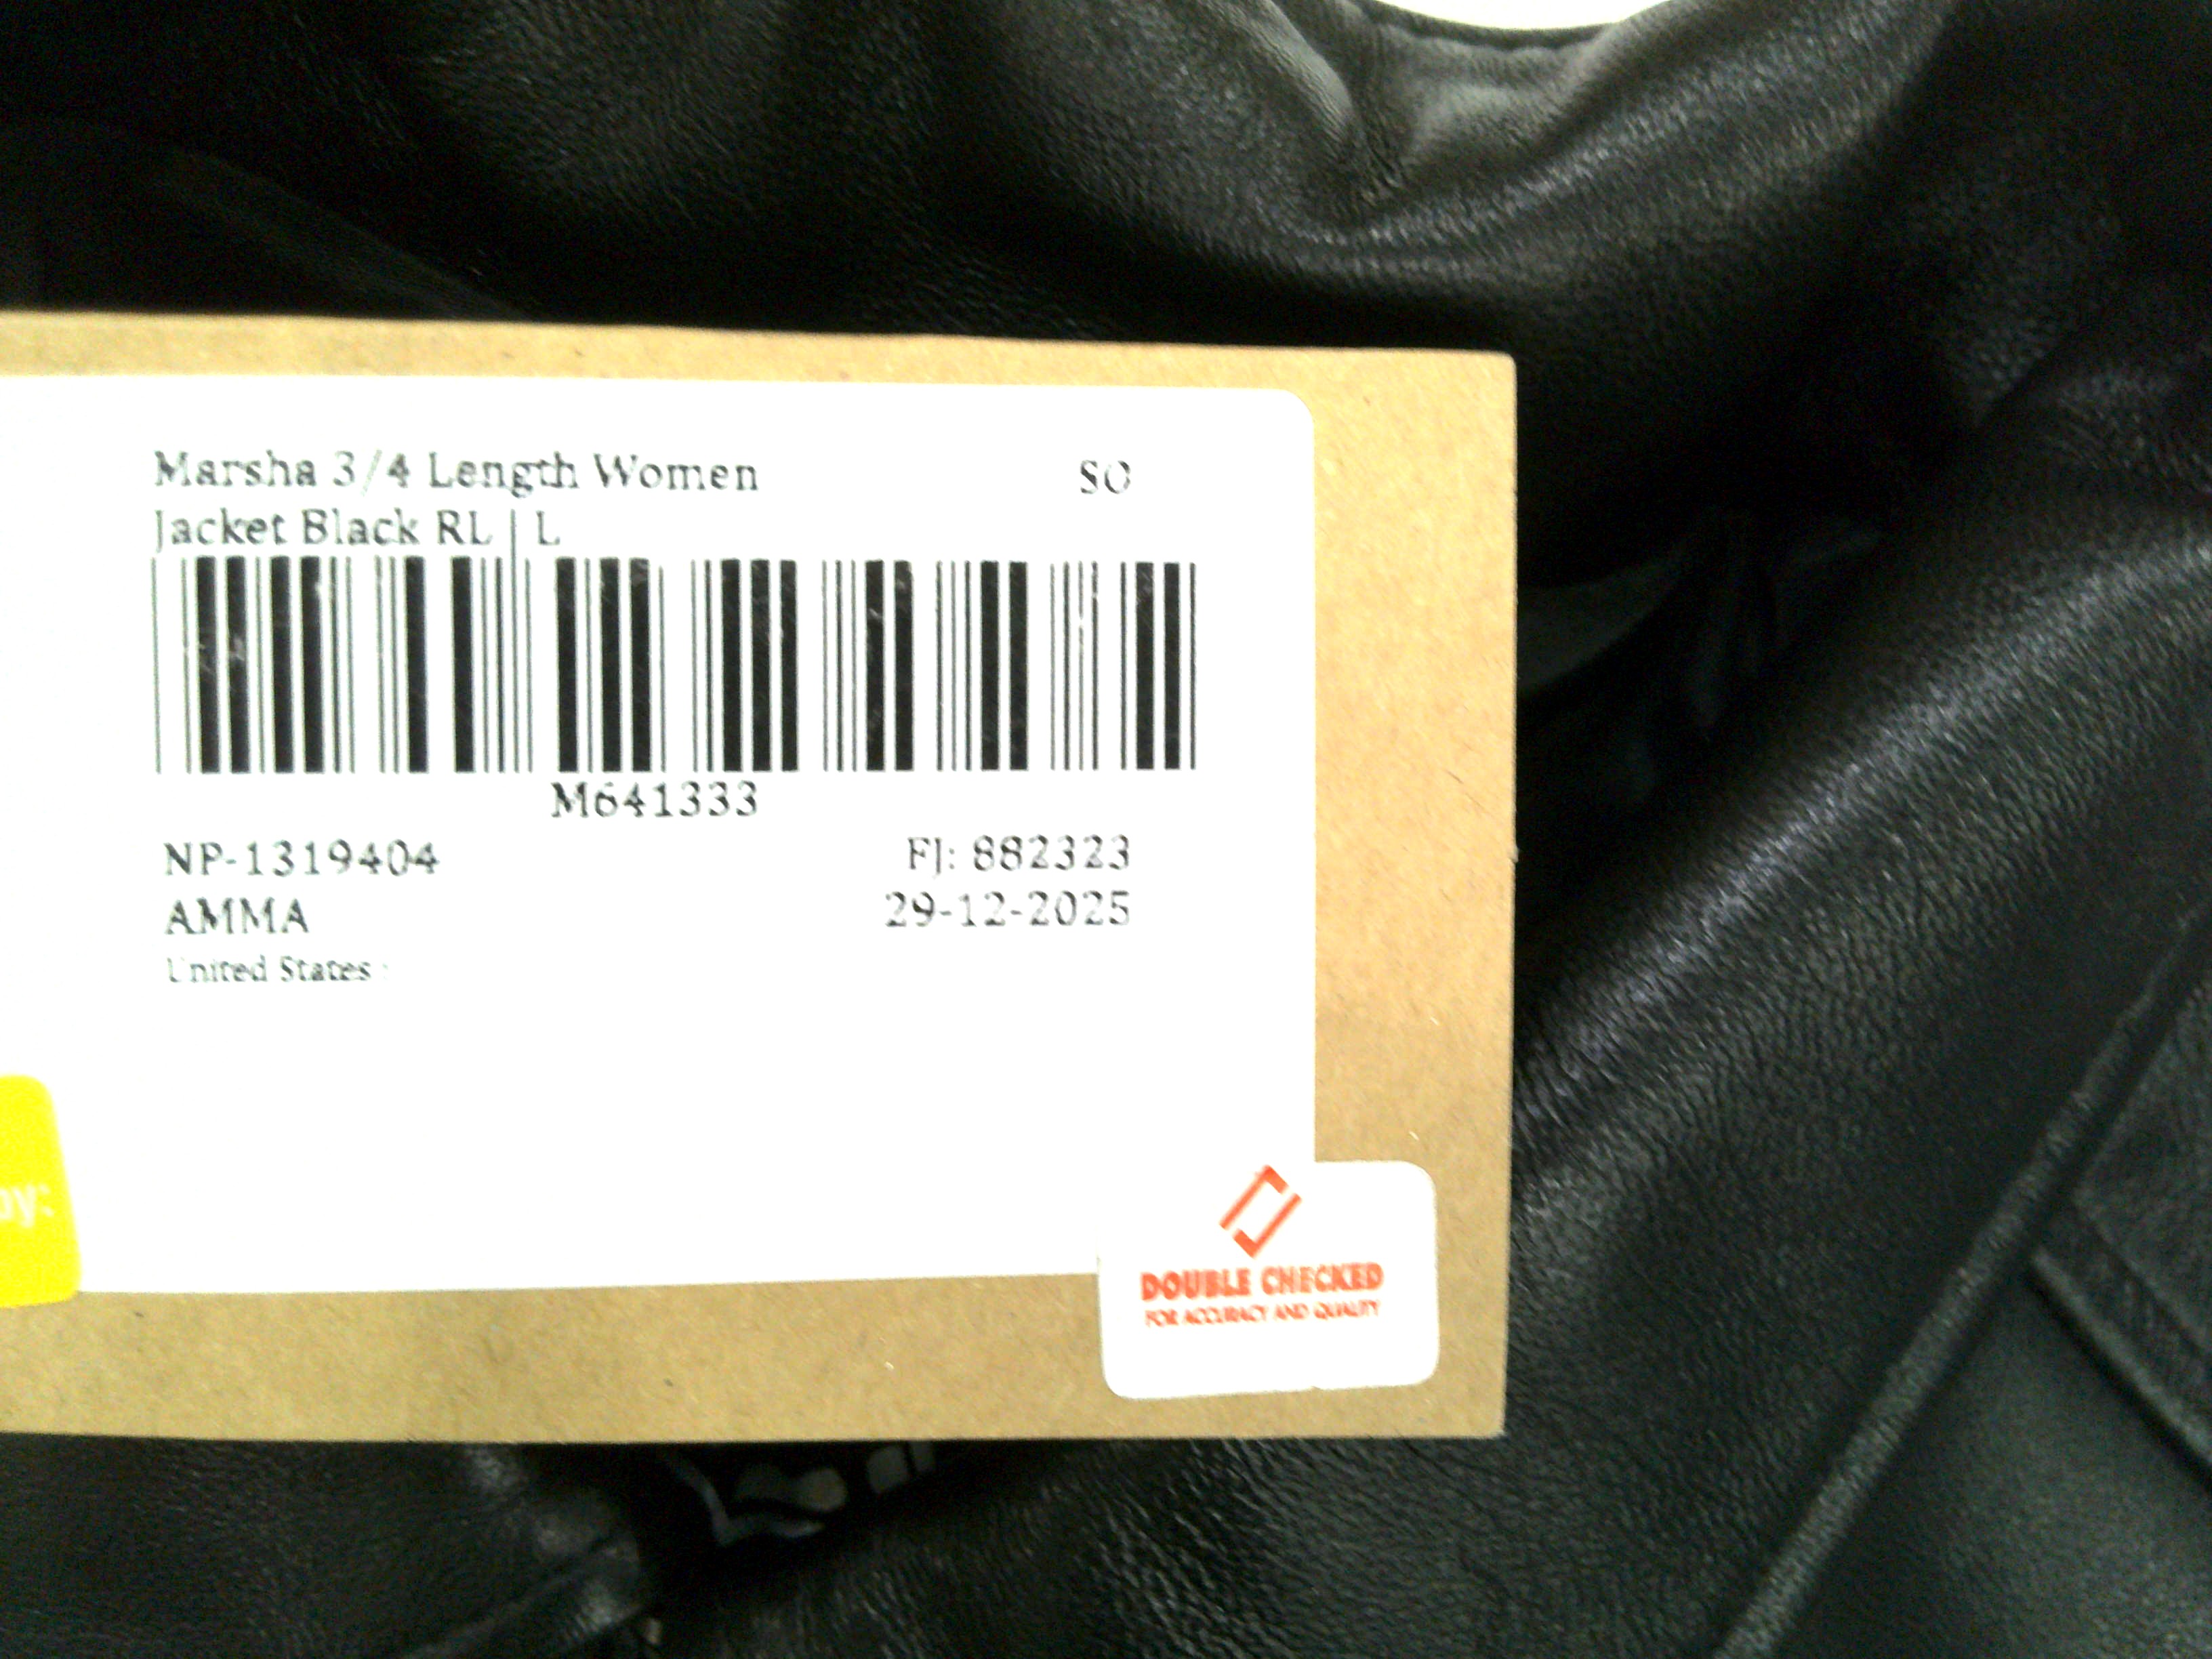 Marsha 3/4 Length Women SO
Jacket Black RL | L
M641333
NP-1319404 FJ: 882323
AMMA 29-12-2025
United States :
by:
DOUBLE CHECKED
FOR ACCURACY AND QUALITY